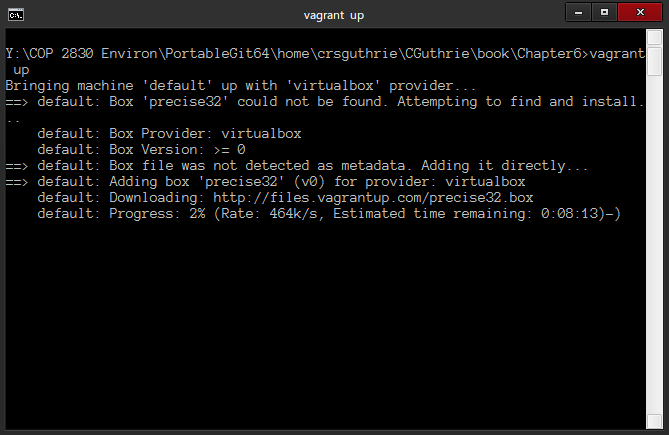 vagrant up
C:\.
Y:\COP 2830 Environ\PortableGit64\home\crsguthrie\CGuthrie\book\Chapter6>vagrant
 up
Bringing machine 'default' up with 'virtualbox' provider...
==> default: Box 'precise32' could not be found. Attempting to find and install.
..
    default: Box Provider: virtualbox
    default: Box Version: >= 0
==> default: Box file was not detected as metadata. Adding it directly...
==> default: Adding box 'precise32' (v0) for provider: virtualbox
    default: Downloading: http://files.vagrantup.com/precise32.box
    default: Progress: 2% (Rate: 464k/s, Estimated time remaining: 0:08:13)-)